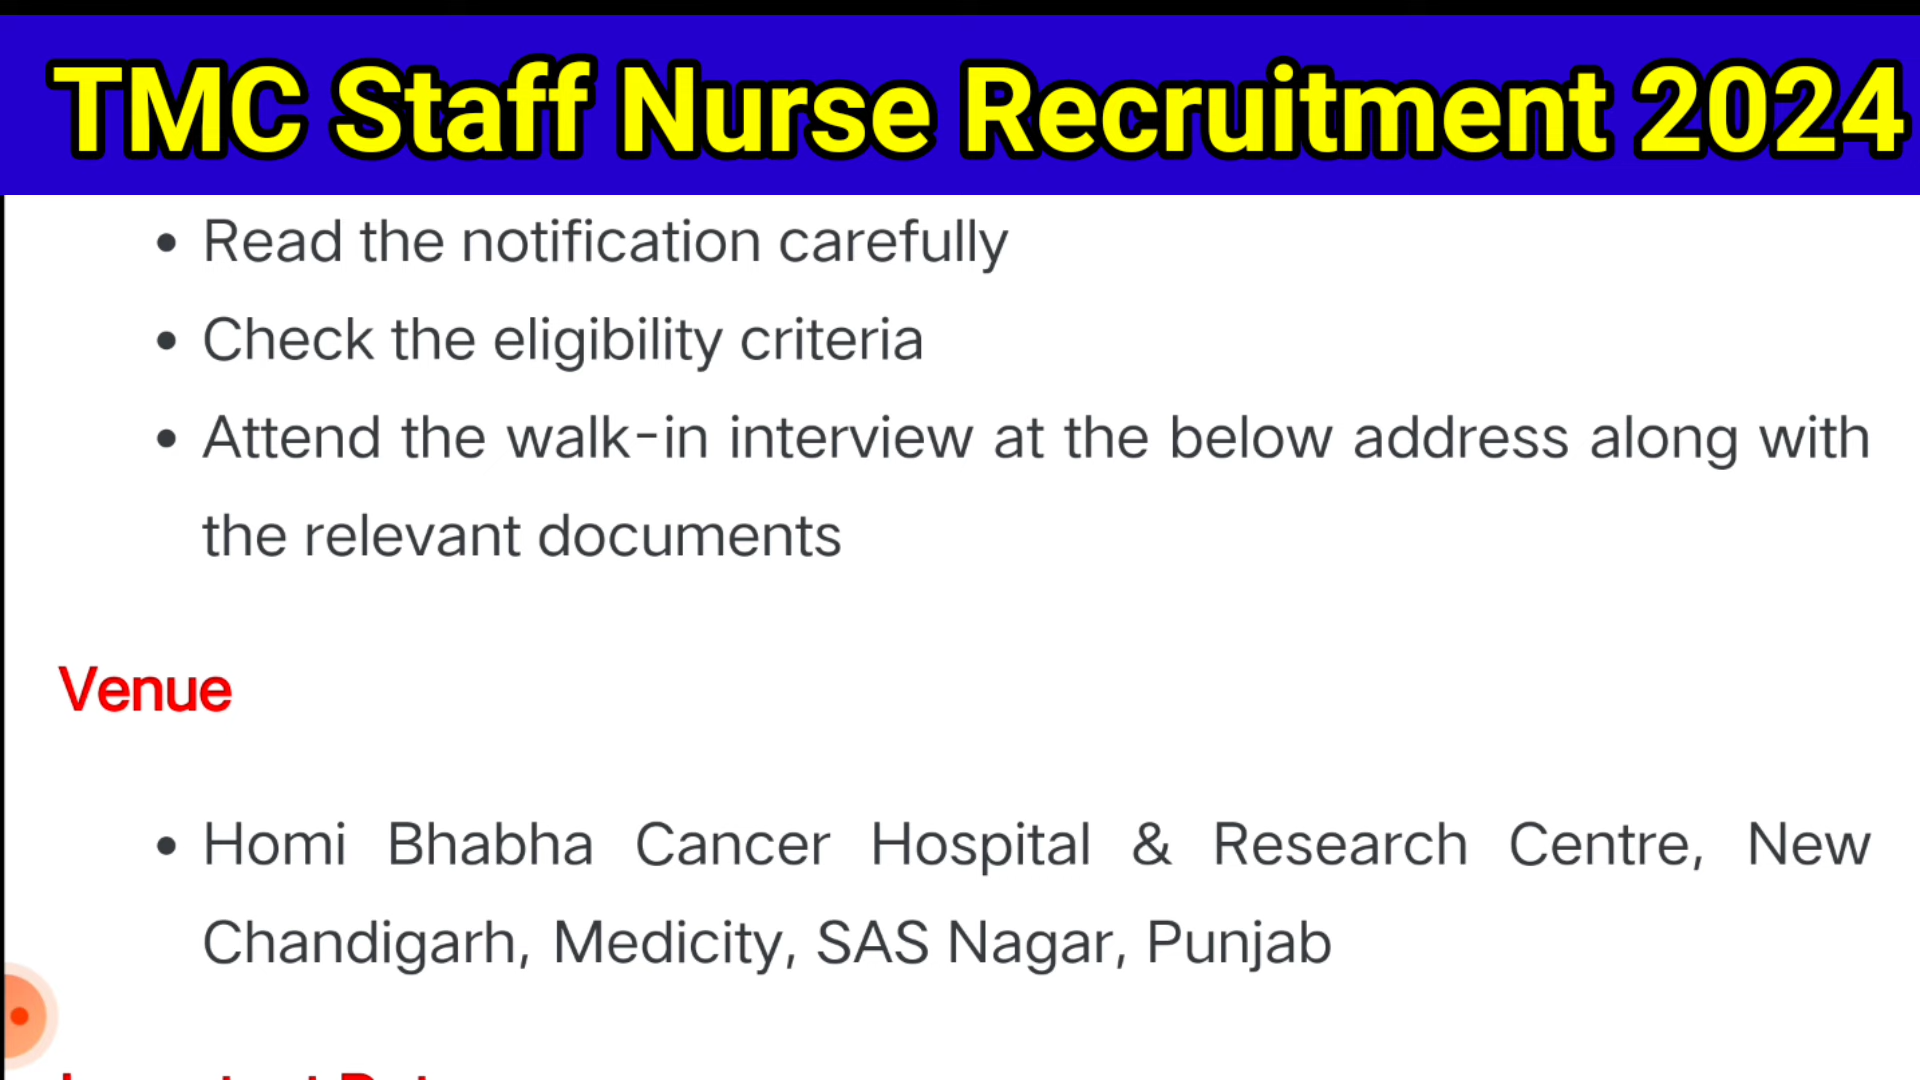 TMC Staff Nurse Recruitment 2024
• Read the notification carefully
• Check the eligibility criteria
• Attend the walk-in interview at the below address along with
the relevant documents
Venue
• Homi Bhabha Cancer Hospital & Research Centre, New
Chandigarh, Medicity, SAS Nagar, Punjab